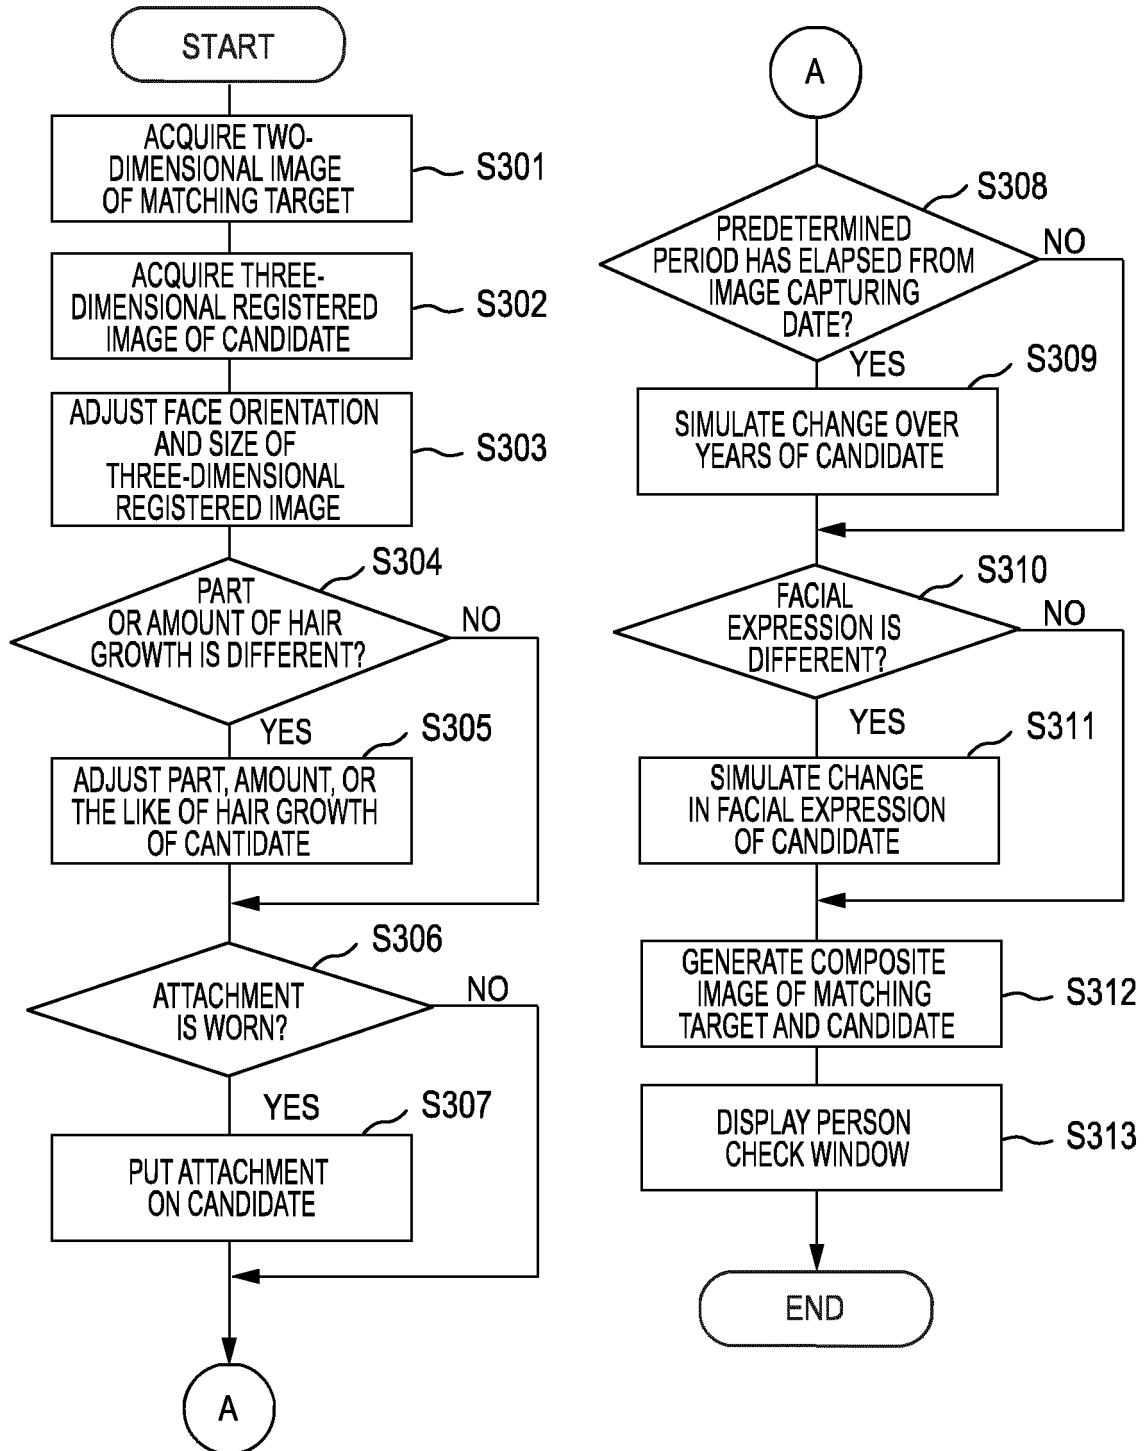 START
ACQUIRE TWO-
DIMENSIONAL IMAGE
OF MATCHING TARGET
S301
ACQUIRE THREE-
DIMENSIONAL REGISTERED
IMAGE OF CANDIDATE
S302
ADJUST FACE ORIENTATION
AND SIZE OF
THREE-DIMENSIONAL
REGISTERED IMAGE
S303
S304
PART
OR AMOUNT OF HAIR
GROWTH IS DIFFERENT?
NO
YES
S305
ADJUST PART, AMOUNT, OR
THE LIKE OF HAIR GROWTH
OF CANTIDATE
S306
ATTACHMENT
IS WORN?
NO
YES
S307
PUT ATTACHMENT
ON CANDIDATE
A
A
S308
PREDETERMINED
PERIOD HAS ELAPSED FROM
IMAGE CAPTURING
DATE?
NO
YES
S309
SIMULATE CHANGE OVER
YEARS OF CANDIDATE
S310
FACIAL
EXPRESSION IS
DIFFERENT?
NO
YES
S311
SIMULATE CHANGE
IN FACIAL EXPRESSION
OF CANDIDATE
GENERATE COMPOSITE
IMAGE OF MATCHING
TARGET AND CANDIDATE
S312
DISPLAY PERSON
CHECK WINDOW
S313
END